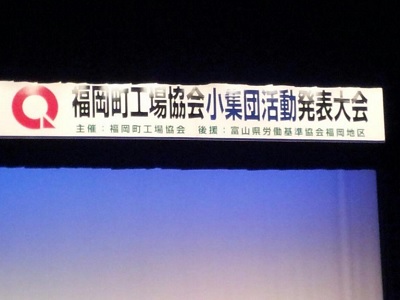 福岡町工場協会小集団活動発表大会
主催：福岡町工場協会　後援：富山県労働基準協会福岡地区